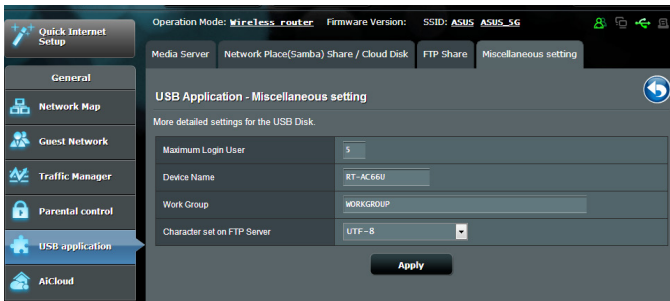 Quick Internet
Setup
Operation Mode: Wireless router Firmware Version: SSID: ASUS ASUS_5G
Media Server Network Place(Samba) Share / Cloud Disk FTP Share Miscellaneous setting
General
Network Map
Guest Network
Traffic Manager
Parental control
USB application
AiCloud
USB Application - Miscellaneous setting
More detailed settings for the USB Disk.
Maximum Login User 5
Device Name RT-AC66U
Work Group WORKGROUP
Character set on FTP Server UTF-8
Apply